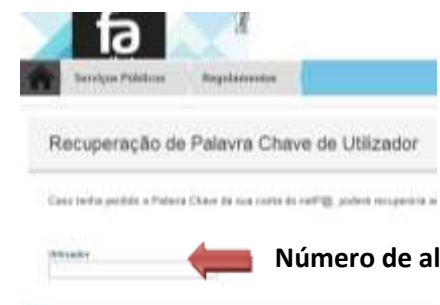 fa
Serviços Públicos Regulamentos
Recuperação de Palavra Chave de Utilizador
Caso tenha perdido a Palavra Chave da sua conta do netP@, poderá recuperá-la
Utilizador
Número de al